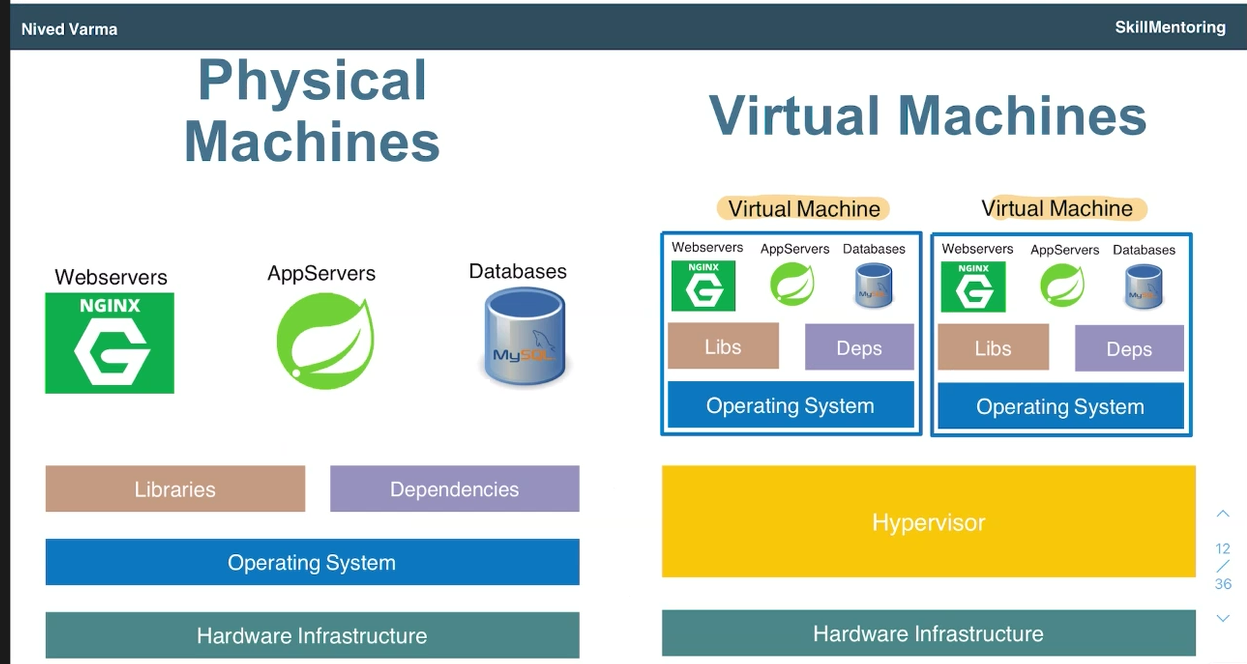 Nived Varma
SkillMentoring
Physical
Machines
Webservers
AppServers
Databases
NGINX
MySQL
Libraries
Dependencies
Operating System
Hardware Infrastructure
Virtual Machines
Virtual Machine
Webservers
AppServers
Databases
NGINX
MySQL
Libs
Deps
Operating System
Virtual Machine
Webservers
AppServers
Databases
NGINX
MySQL
Libs
Deps
Operating System
Hypervisor
Hardware Infrastructure
12
/
36